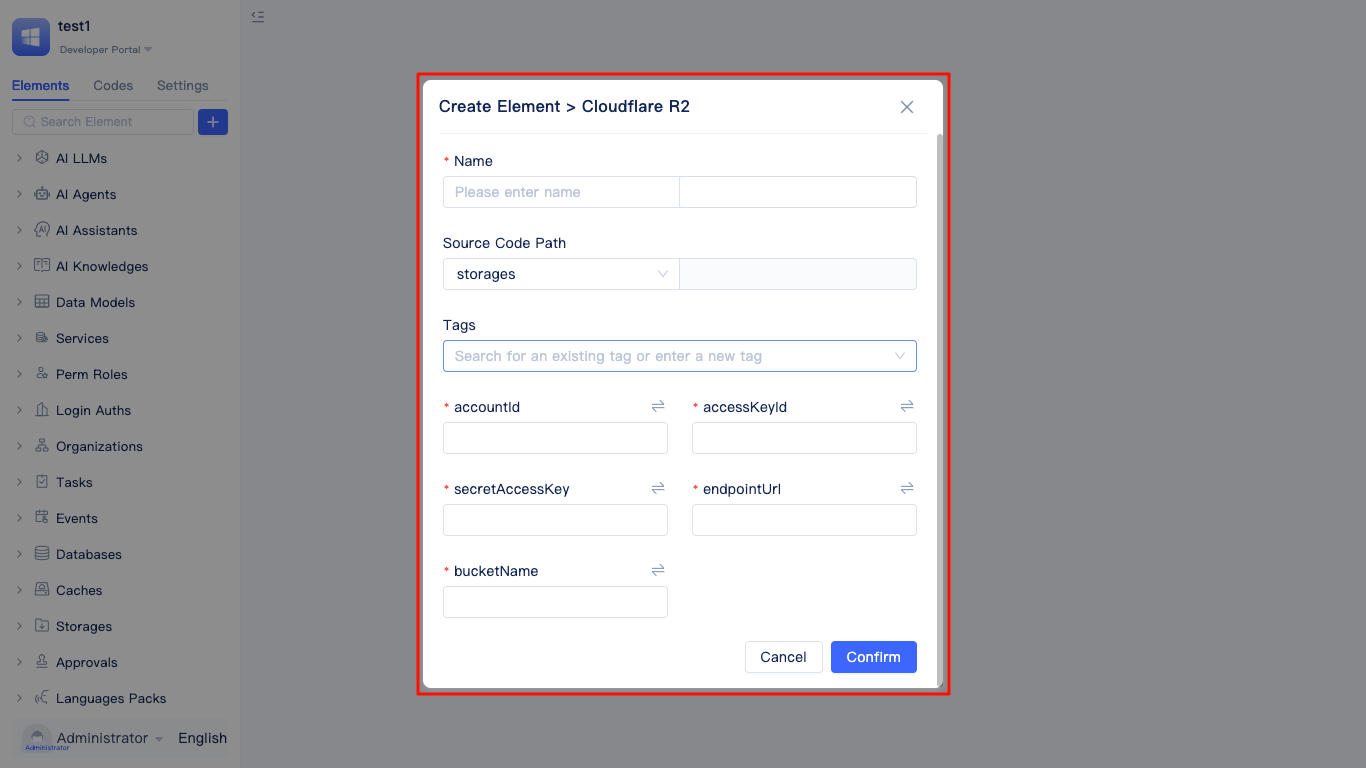 test1
Developer Portal
Elements Codes Settings
Search Element
AI LLMs
AI Agents
AI Assistants
AI Knowledges
Data Models
Services
Perm Roles
Login Auths
Organizations
Tasks
Events
Databases
Caches
Storages
Approvals
Languages Packs
Administrator English
Administrator
Create Element > Cloudflare R2
* Name
Please enter name
Source Code Path
storages
Tags
Search for an existing tag or enter a new tag
* accountId * accessKeyId
* secretAccessKey * endpointUrl
* bucketName
Cancel Confirm